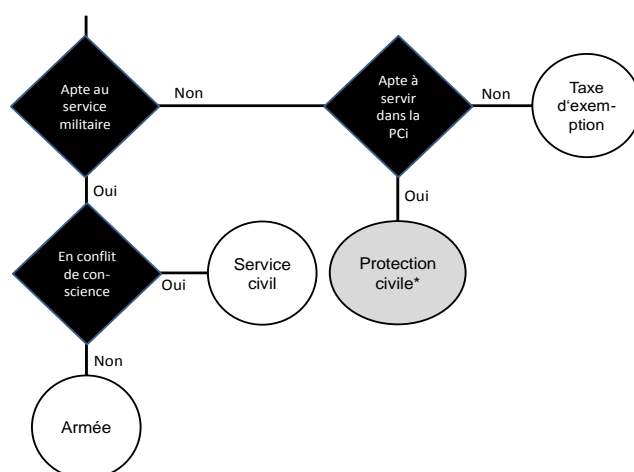 Apte au
service
militaire
Non
Apte à
servir
dans la
PCi
Non
Taxe
d'exem-
ption
Oui
Oui
En conflit
de con-
science
Oui
Service
civil
Protection
civile*
Non
Armée